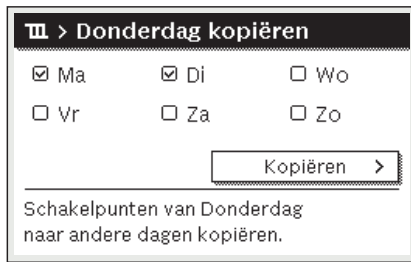 > Donderdag kopiëren
Ma Di Wo
Vr Za Zo
Kopiëren >
Schakelpunten van Donderdag
naar andere dagen kopiëren.